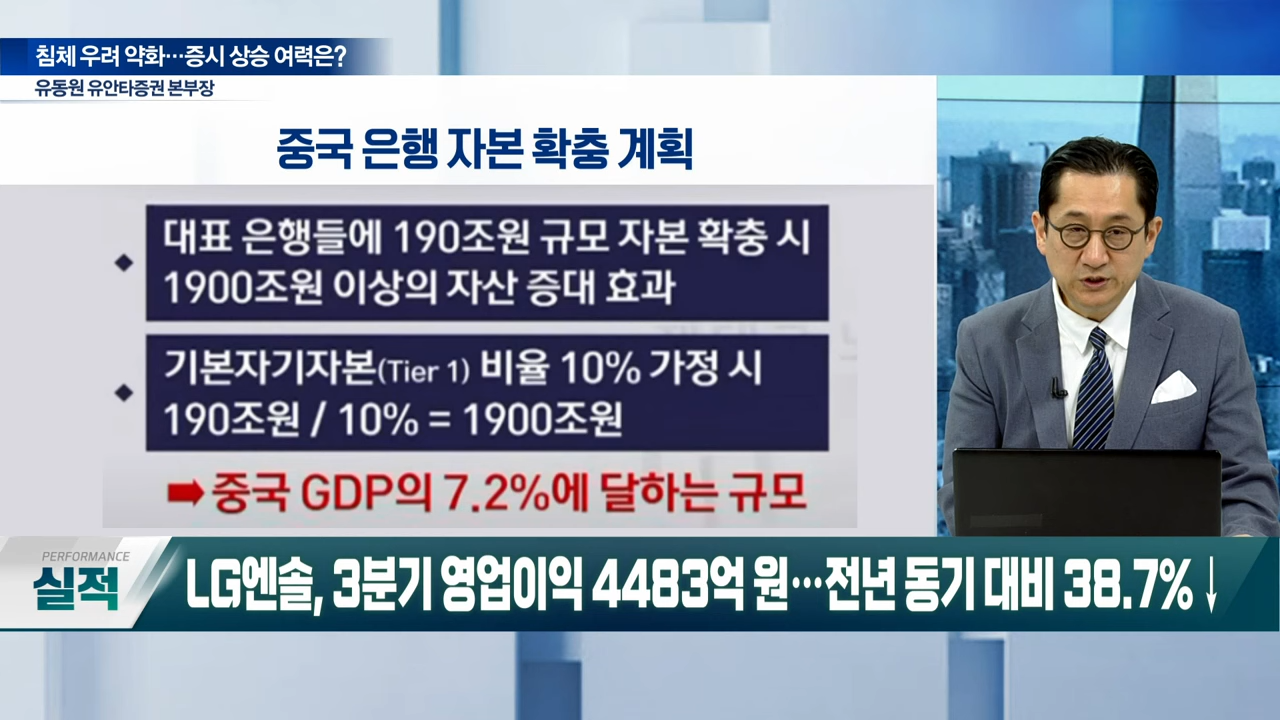 침체 우려 약화…증시 상승 여력은?
유동원 유안타증권 본부장
중국 은행 자본 확충 계획
대표 은행들에 190조원 규모 자본 확충 시
1900조원 이상의 자산 증대 효과
기본자기자본(Tier 1) 비율 10% 가정 시
190조원 / 10% = 1900조원
➡ 중국 GDP의 7.2%에 달하는 규모
PERFORMANCE
실적
LG엔솔, 3분기 영업이익 4483억 원…전년 동기 대비 38.7%↓